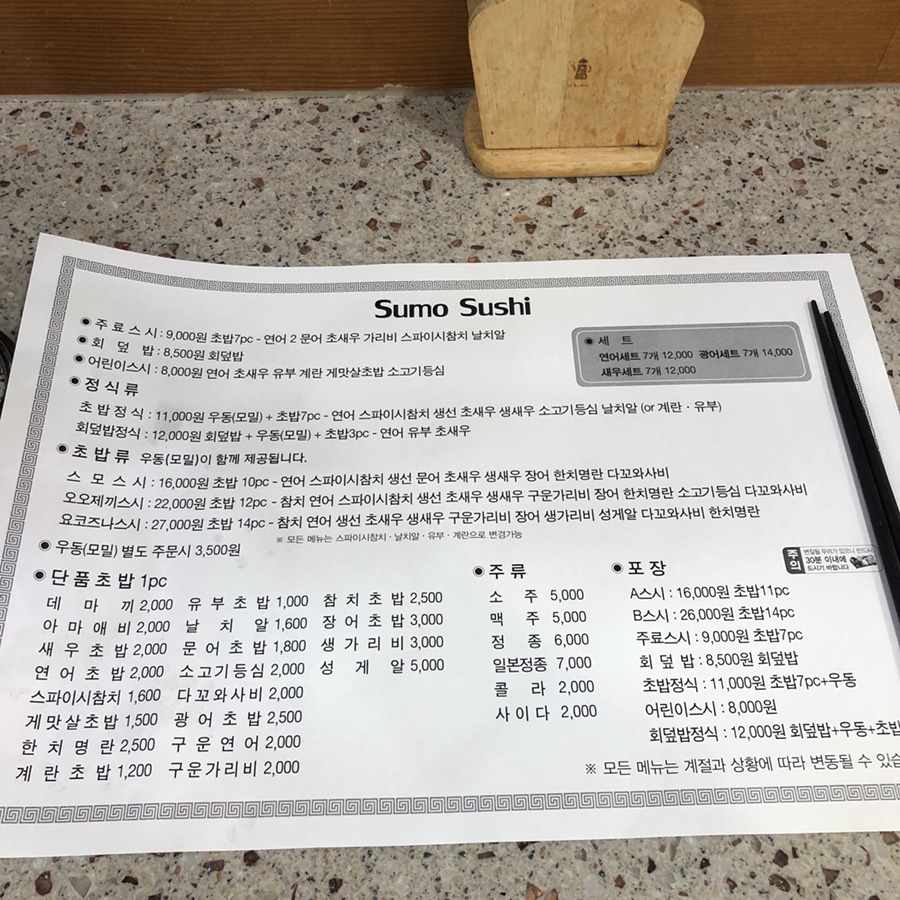 Sumo Sushi
◉ 주료스시 : 9,000원 초밥7pc - 연어 2 문어 초새우 가리비 스파이시참치 날치알
◉ 회 덮 밥 : 8,500원 회덮밥
◉ 어린이스시 : 8,000원 연어 초새우 유부 계란 게맛살초밥 소고기등심
◉ 세 트
연어세트 7개 12,000 광어세트 7개 14,000
새우세트 7개 12,000
◉ 정식류
초밥정식 : 11,000원 우동(모밀) + 초밥7pc - 연어 스파이시참치 생선 초새우 생새우 소고기등심 날치알 (or 계란 · 유부)
회덮밥정식 : 12,000원 회덮밥 + 우동(모밀) + 초밥3pc - 연어 유부 초새우
◉ 초밥류 우동(모밀)이 함께 제공됩니다.
스 모 스 시 : 16,000원 초밥 10pc - 연어 스파이시참치 생선 문어 초새우 생새우 장어 한치명란 다꼬와사비
오오제끼스시 : 22,000원 초밥 12pc - 참치 연어 스파이시참치 생선 초새우 생새우 구운가리비 장어 한치명란 소고기등심 다꼬와사비
요코즈나스시 : 27,000원 초밥 14pc - 참치 연어 생선 초새우 생새우 구운가리비 장어 생가리비 성게알 다꼬와사비 한치명란
※ 모든 메뉴는 스파이시참치 · 날치알 · 유부 · 계란으로 변경가능
◉ 우동(모밀) 별도 주문시 3,500원
◉ 단품초밥 1pc
데 마 끼 2,000 유부초밥 1,000 참치초밥 2,500
아마애비 2,000 날 치 알 1,600 장어초밥 3,000
새우초밥 2,000 문어초밥 1,800 생가리비 3,000
연어초밥 2,000 소고기등심 2,000 성 게 알 5,000
스파이시참치 1,600 다꼬와사비 2,000
게맛살초밥 1,500 광어초밥 2,500
한치명란 2,500 구운연어 2,000
계란초밥 1,200 구운가리비 2,000
◉ 주류
소 주 5,000
맥 주 5,000
정 종 6,000
일본정종 7,000
콜 라 2,000
사이다 2,000
◉ 포장
주의
30분 이내에
드시기 바랍니다
A스시 : 16,000원 초밥11pc
B스시 : 26,000원 초밥14pc
주료스시 : 9,000원 초밥7pc
회 덮 밥 : 8,500원 회덮밥
초밥정식 : 11,000원 초밥7pc+우동
어린이스시 : 8,000원
회덮밥정식 : 12,000원 회덮밥+우동+초밥
※ 모든 메뉴는 계절과 상황에 따라 변동될 수 있습